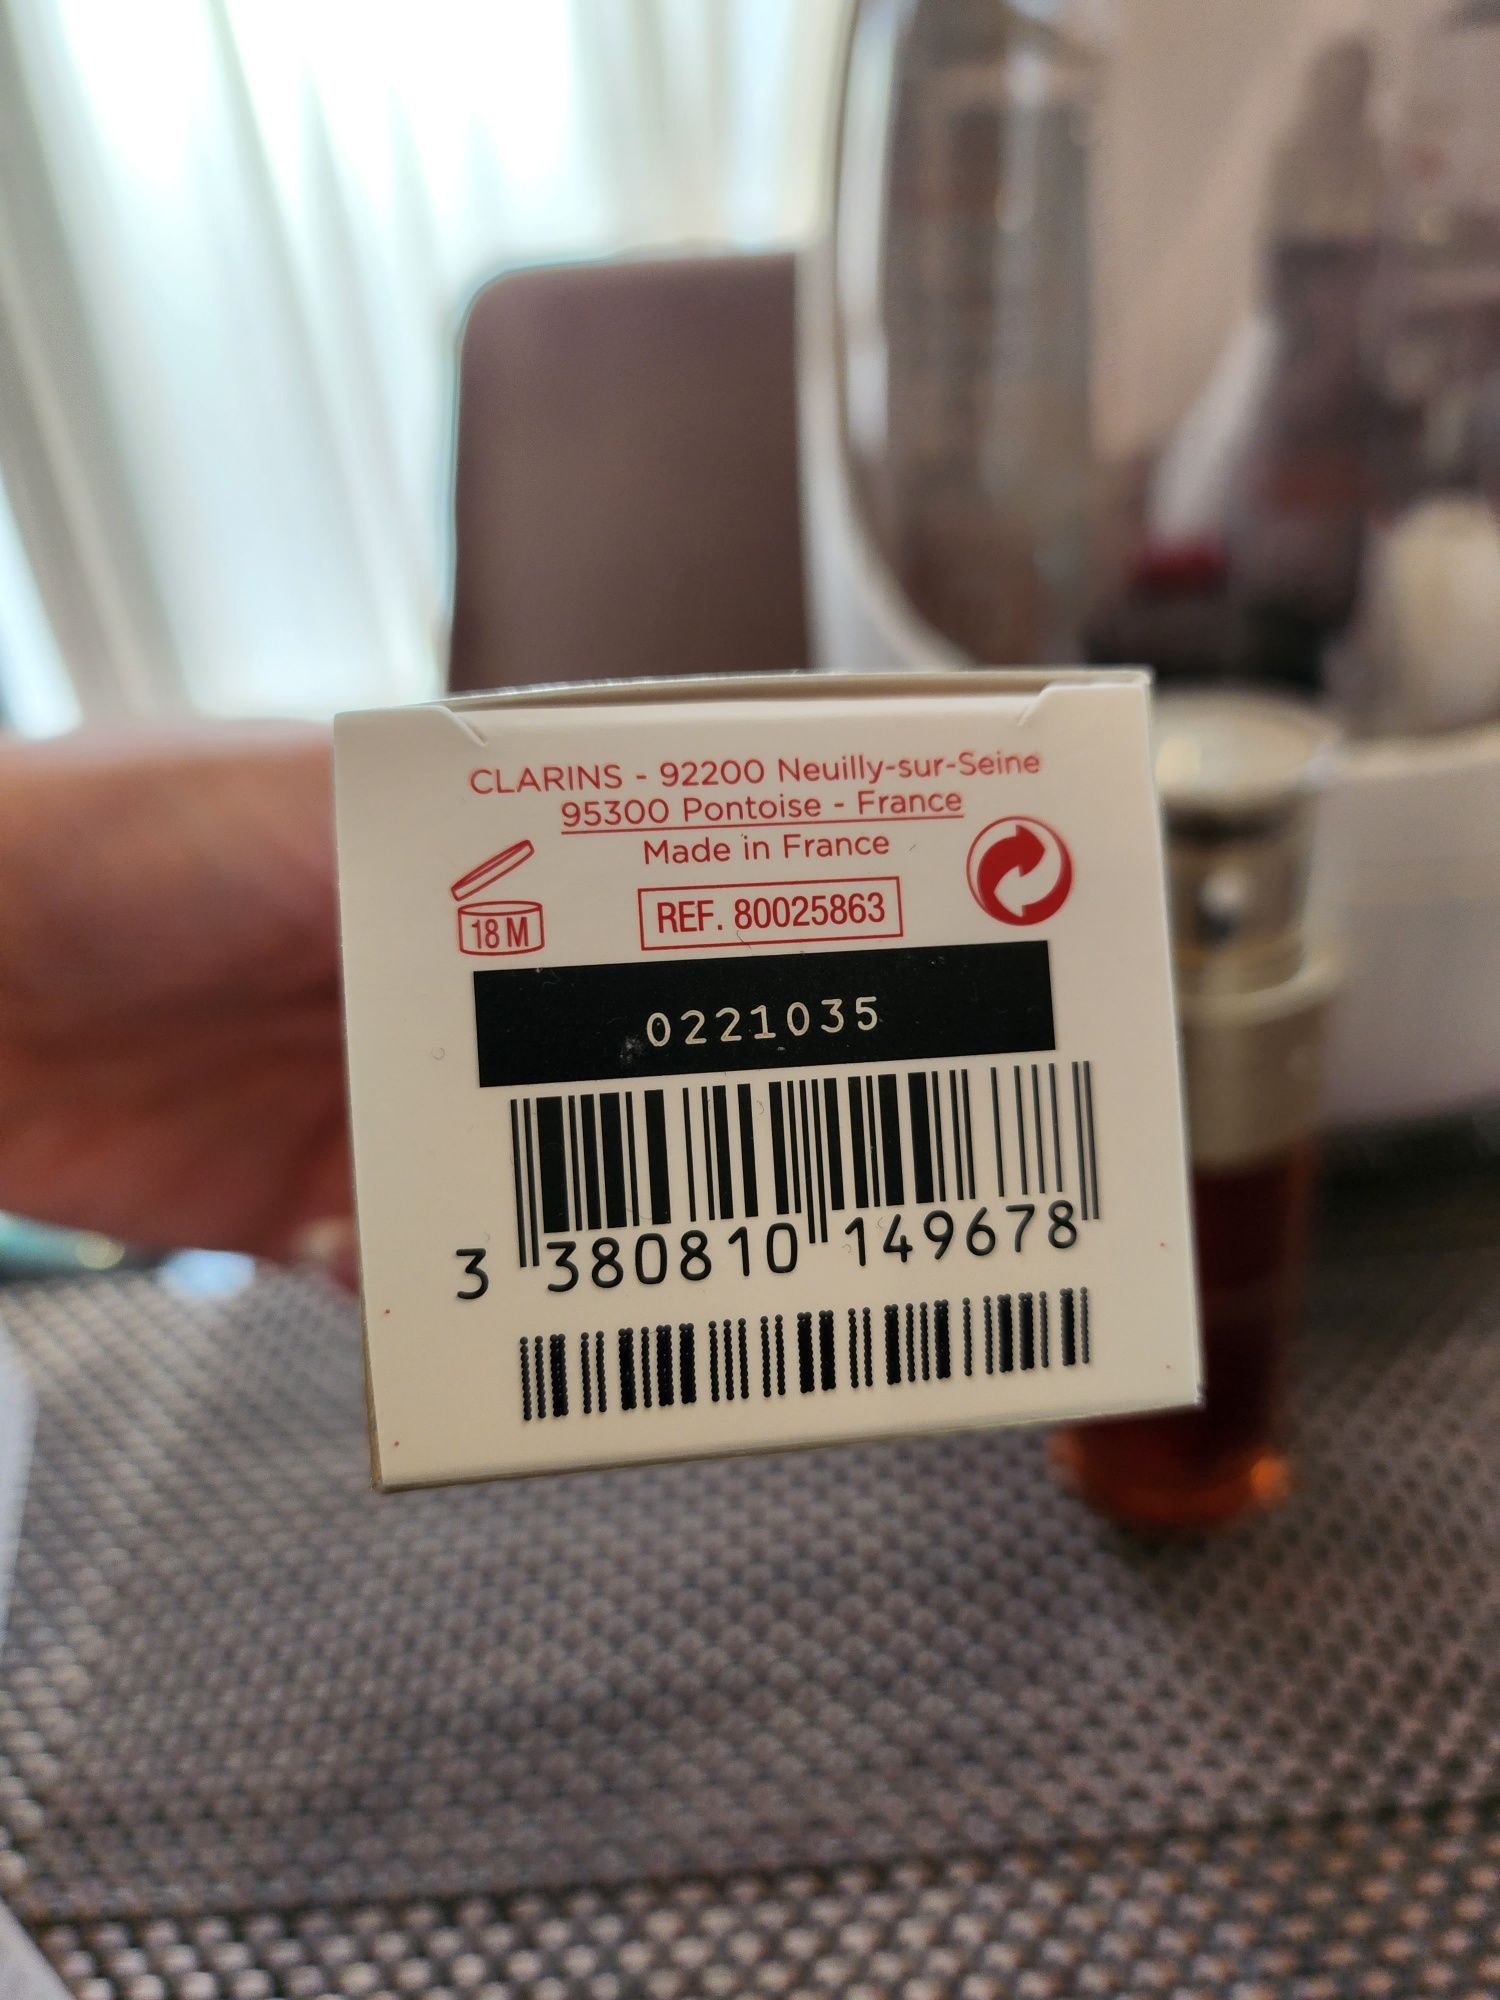 CLARINS - 92200 Neuilly-sur-Seine
95300 Pontoise - France
Made in France
18 M
REF. 80025863
0221035
3 380810 149678